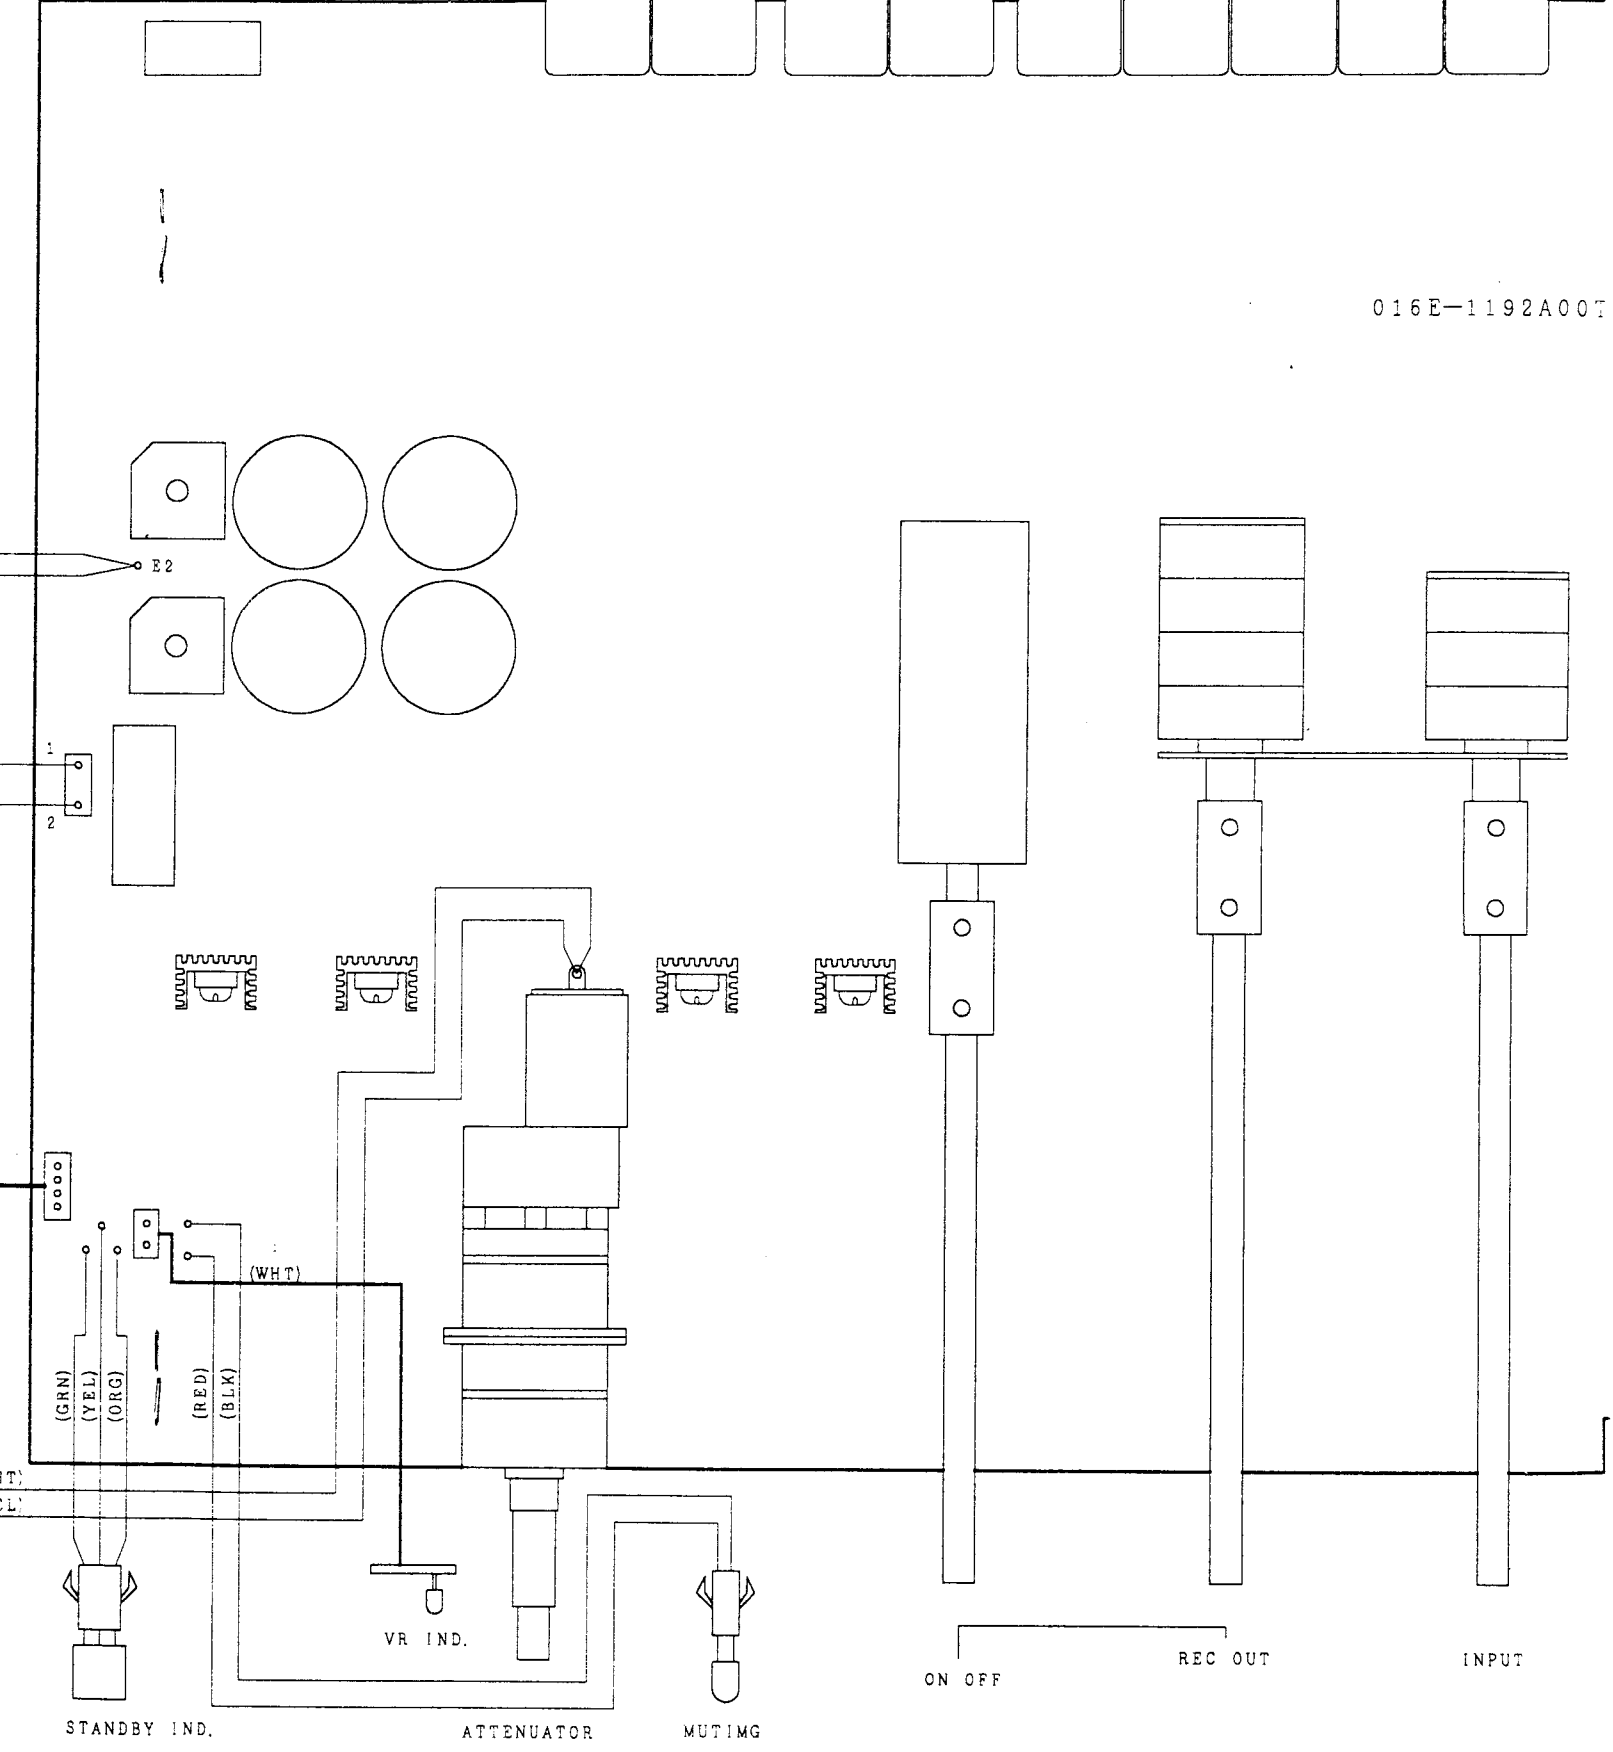 016E-1192A00T
E2
1
2
(WHT)
(GRN)
(YEL)
(ORG)
(RED)
(BLK)
VR IND.
REC OUT
INPUT
ON OFF
STANDBY IND.
ATTENUATOR
MUTIMG